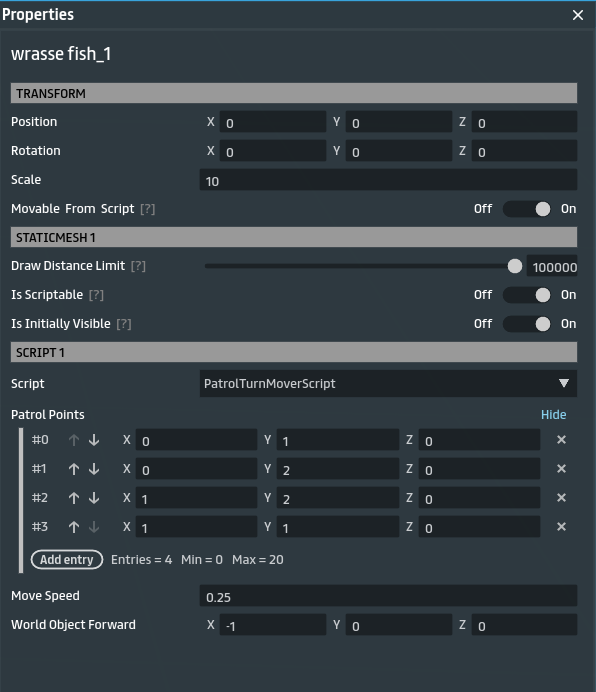 Properties ✕
wrasse fish_1
TRANSFORM
Position X 0 Y 0 Z 0
Rotation X 0 Y 0 Z 0
Scale 10
Movable From Script [?] Off On
STATICMESH 1
Draw Distance Limit [?] 100000
Is Scriptable [?] Off On
Is Initially Visible [?] Off On
SCRIPT 1
Script PatrolTurnMoverScript
Patrol Points Hide
#0 ↑ ↓ X 0 Y 1 Z 0 ✕
#1 ↑ ↓ X 0 Y 2 Z 0 ✕
#2 ↑ ↓ X 1 Y 2 Z 0 ✕
#3 ↑ ↓ X 1 Y 1 Z 0 ✕
Add entry Entries = 4 Min = 0 Max = 20
Move Speed 0.25
World Object Forward X -1 Y 0 Z 0